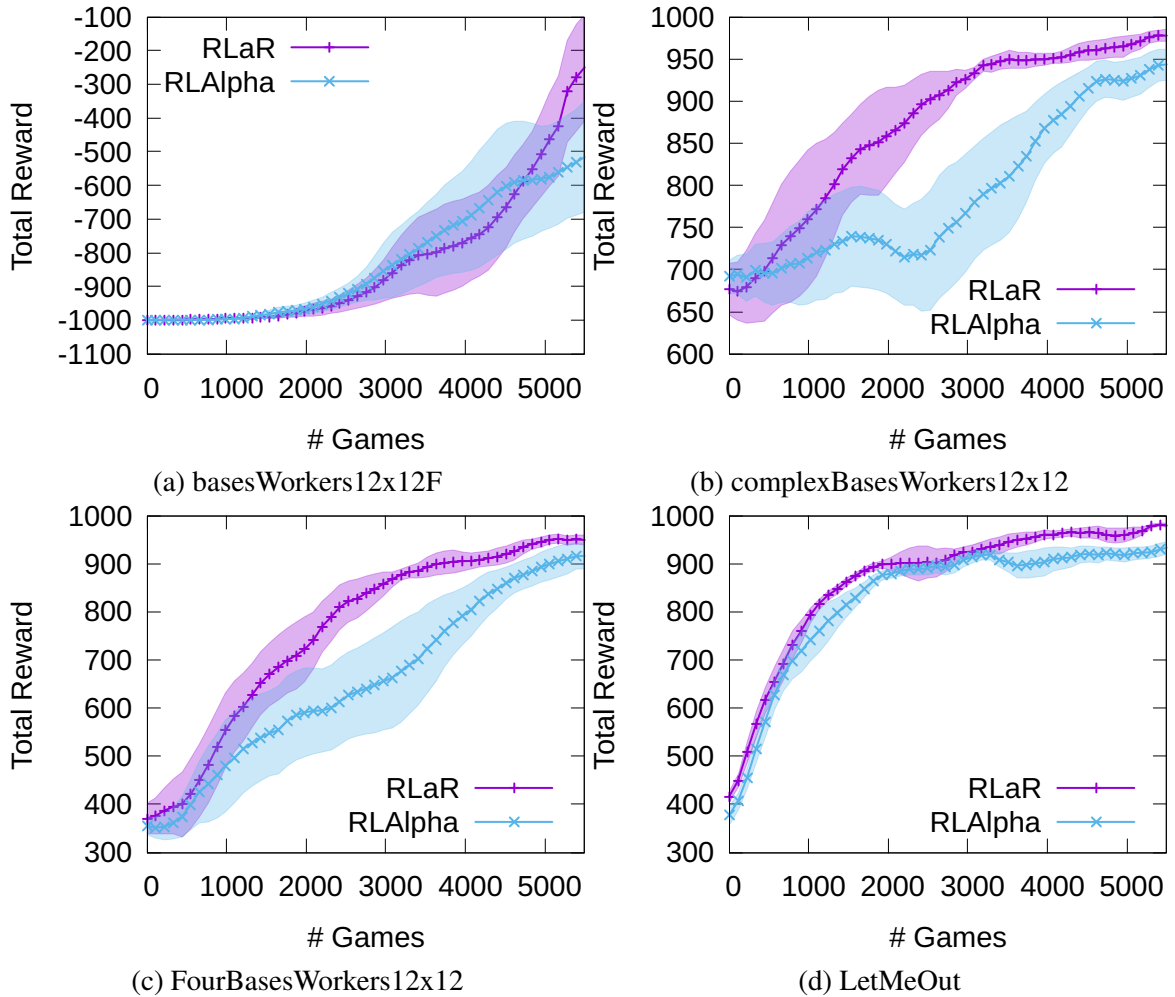 -100
-200
-300
-400
-500
-600
-700
-800
-900
-1000
-1100
Total Reward
RLaR
RLAlpha
0 1000 2000 3000 4000 5000
# Games
(a) basesWorkers12x12F
1000
950
900
850
800
750
700
650
600
Total Reward
RLaR
RLAlpha
0 1000 2000 3000 4000 5000
# Games
(b) complexBasesWorkers12x12
1000
900
800
700
600
500
400
300
Total Reward
RLaR
RLAlpha
0 1000 2000 3000 4000 5000
# Games
(c) FourBasesWorkers12x12
1000
900
800
700
600
500
400
300
Total Reward
RLaR
RLAlpha
0 1000 2000 3000 4000 5000
# Games
(d) LetMeOut